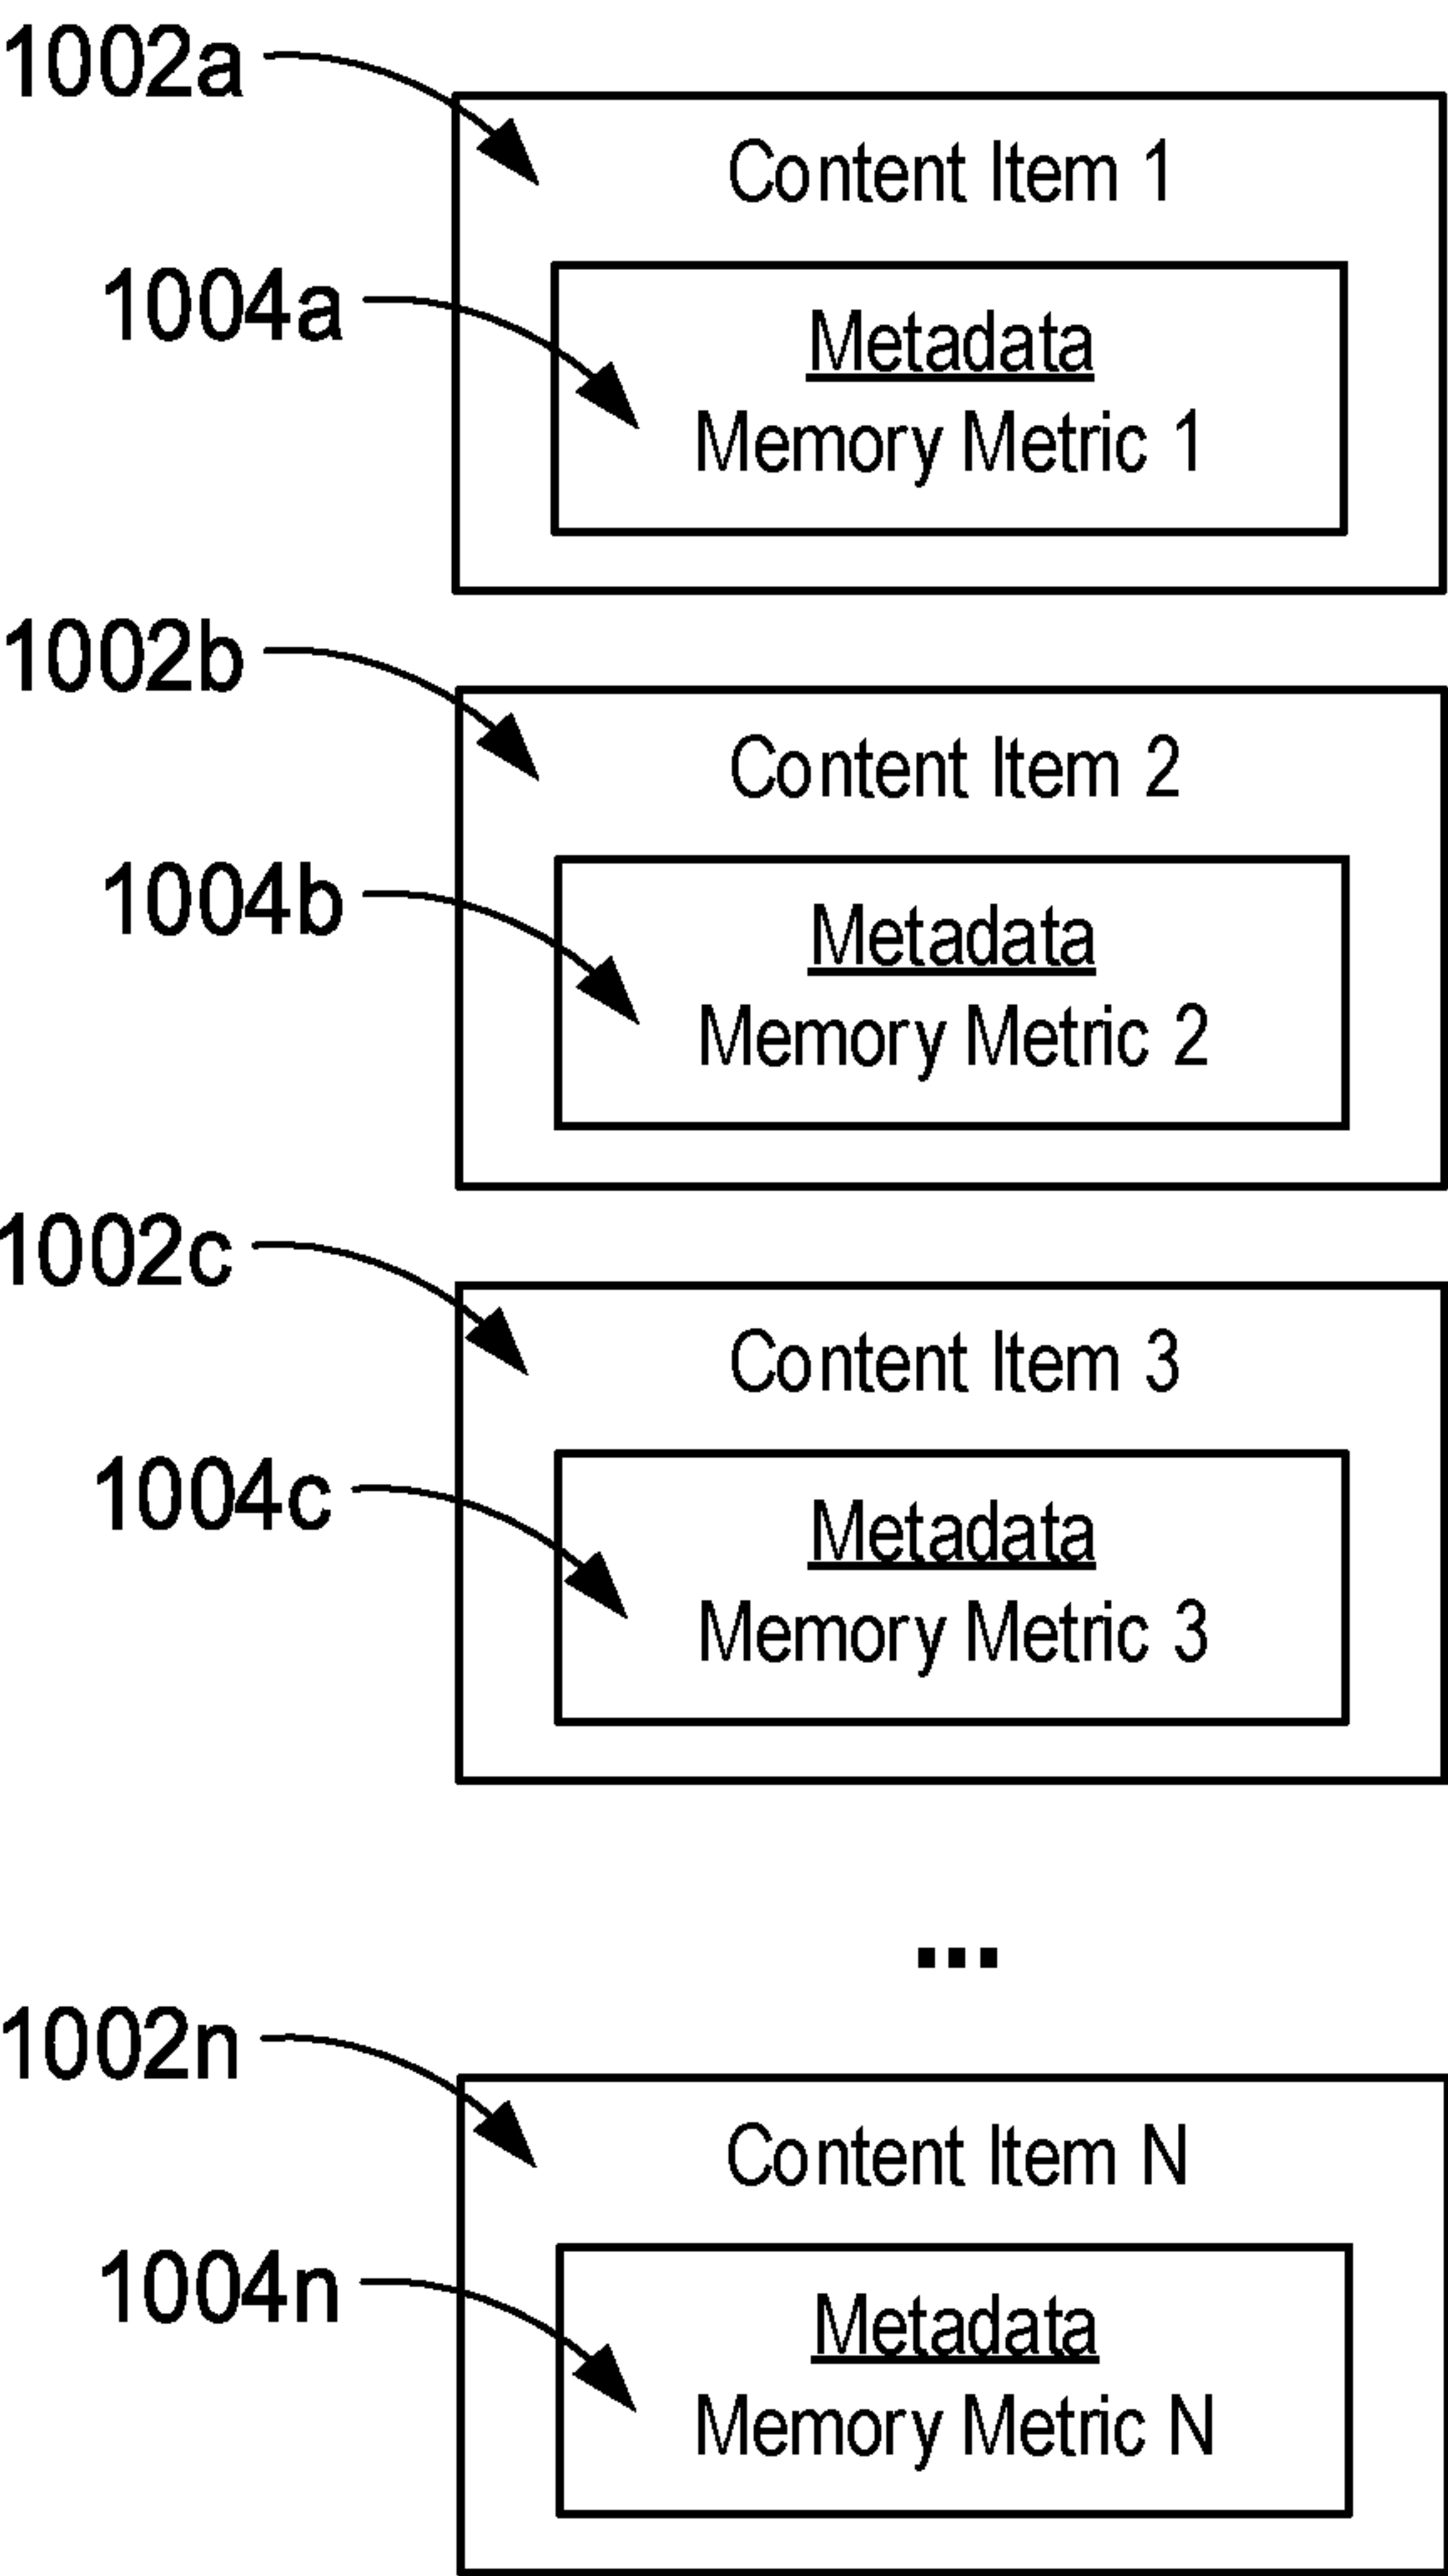 1002a
Content Item 1
1004a
Metadata
Memory Metric 1
1002b
Content Item 2
1004b
Metadata
Memory Metric 2
1002c
Content Item 3
1004c
Metadata
Memory Metric 3
...
1002n
Content Item N
1004n
Metadata
Memory Metric N